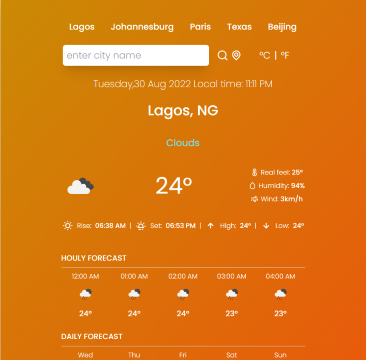 Lagos Johannesburg Paris Texas Beijing
enter city name °C | °F
Tuesday,30 Aug 2022 Local time: 11:11 PM
Lagos, NG
Clouds
24°
Real feel: 25°
Humidity: 94%
Wind: 3km/h
Rise: 06:38 AM | Set: 06:53 PM | High: 24° | Low: 24°
HOULY FORECAST
12:00 AM 01:00 AM 02:00 AM 03:00 AM 04:00 AM
24° 24° 24° 23° 23°
DAILY FORECAST
Wed Thu Fri Sat Sun